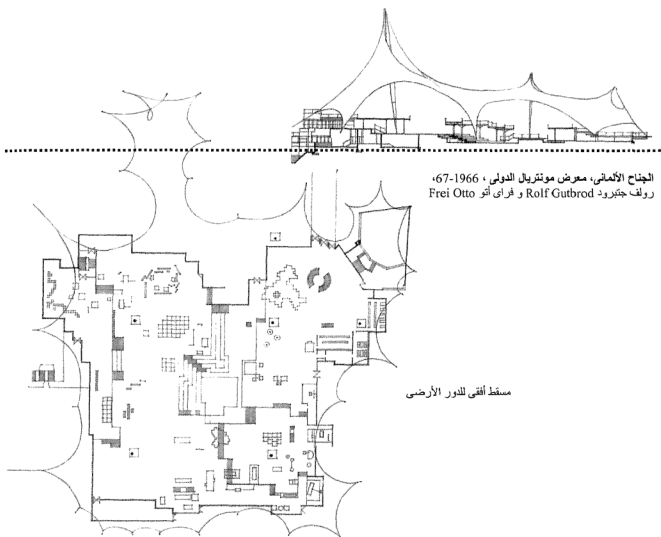 الجناح الألمانى، معرض مونتريال الدولى ، 1966-67،
رولف جتبرود Rolf Gutbrod و فراى أتو Frei Otto
مسقط أفقى للدور الأرضى